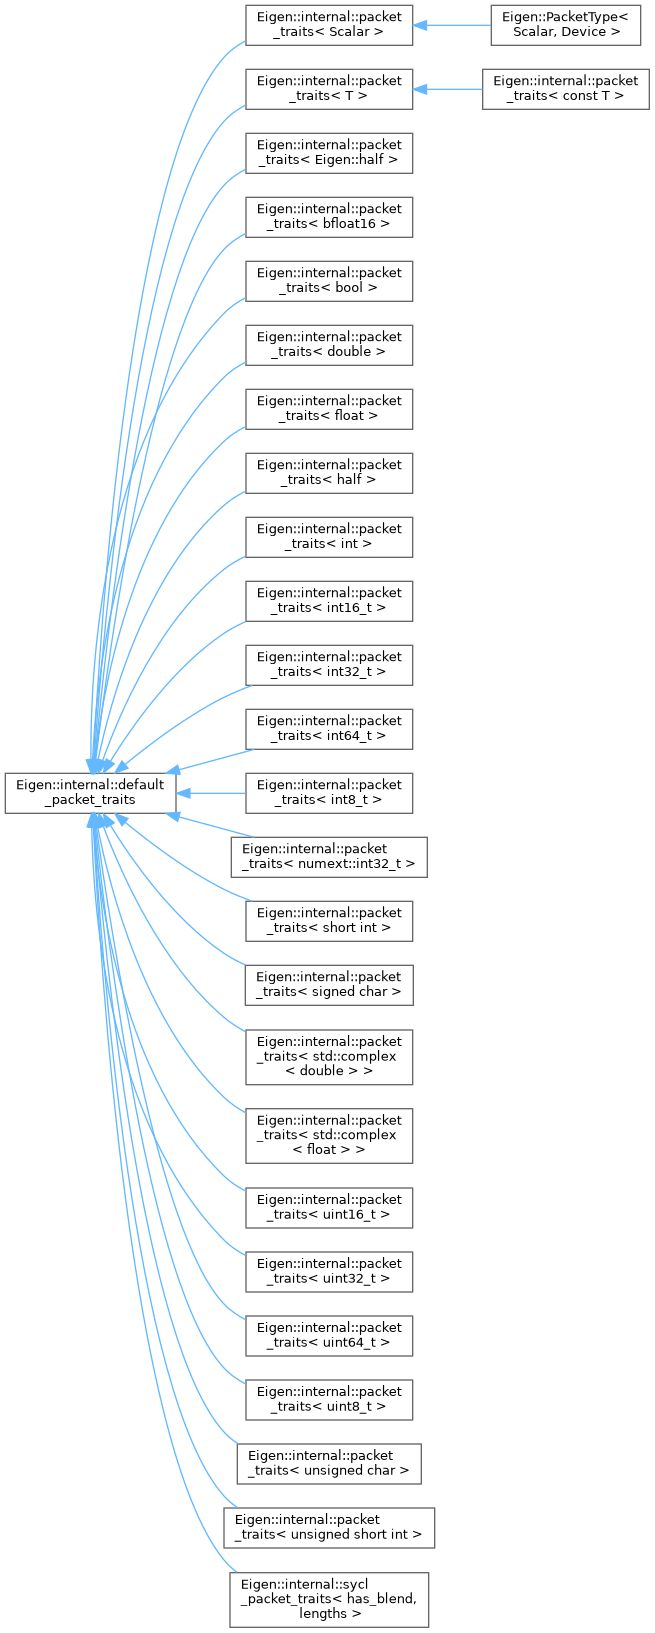 Eigen::internal::packet
_traits< Scalar >
Eigen::PacketType<
Scalar, Device >
Eigen::internal::packet
_traits< T >
Eigen::internal::packet
_traits< const T >
Eigen::internal::packet
_traits< Eigen::half >
Eigen::internal::packet
_traits< bfloat16 >
Eigen::internal::packet
_traits< bool >
Eigen::internal::packet
_traits< double >
Eigen::internal::packet
_traits< float >
Eigen::internal::packet
_traits< half >
Eigen::internal::packet
_traits< int >
Eigen::internal::packet
_traits< int16_t >
Eigen::internal::packet
_traits< int32_t >
Eigen::internal::packet
_traits< int64_t >
Eigen::internal::default
_packet_traits
Eigen::internal::packet
_traits< int8_t >
Eigen::internal::packet
_traits< numext::int32_t >
Eigen::internal::packet
_traits< short int >
Eigen::internal::packet
_traits< signed char >
Eigen::internal::packet
_traits< std::complex
< double > >
Eigen::internal::packet
_traits< std::complex
< float > >
Eigen::internal::packet
_traits< uint16_t >
Eigen::internal::packet
_traits< uint32_t >
Eigen::internal::packet
_traits< uint64_t >
Eigen::internal::packet
_traits< uint8_t >
Eigen::internal::packet
_traits< unsigned char >
Eigen::internal::packet
_traits< unsigned short int >
Eigen::internal::sycl
_packet_traits< has_blend,
lengths >